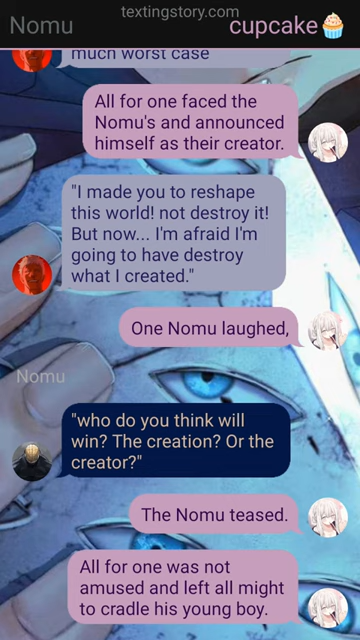 textingstory.com
Nomu
cupcake🧁
much worst case
All for one faced the
Nomu's and announced
himself as their creator.
"I made you to reshape
this world! not destroy it!
But now... I'm afraid I'm
going to have destroy
what I created."
One Nomu laughed,
Nomu
"who do you think will
win? The creation? Or the
creator?"
The Nomu teased.
All for one was not
amused and left all might
to cradle his young boy.